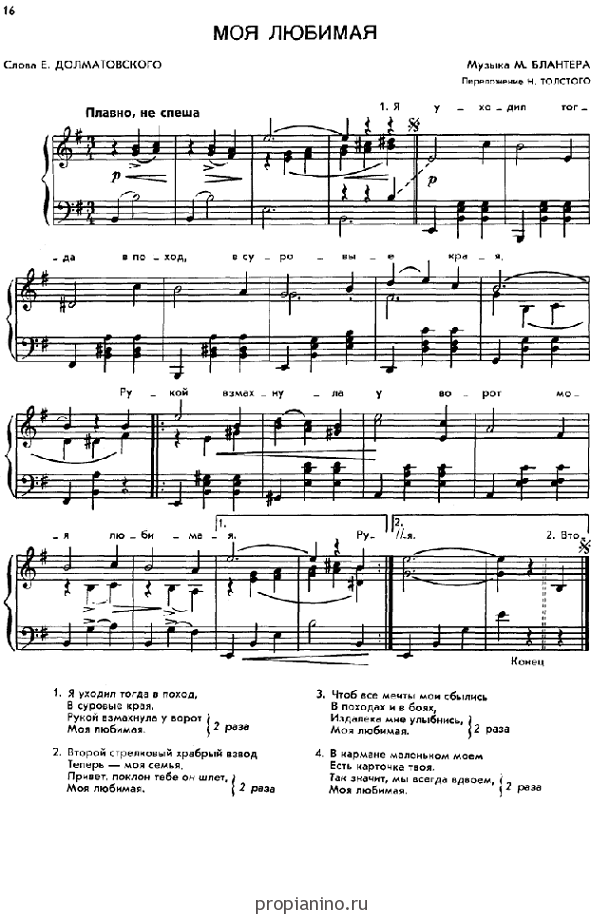 16
МОЯ ЛЮБИМАЯ
Слова Е. ДОЛМАТОВСКОГО
Музыка М. БЛАНТЕРА
Переложение Н. ТОЛСТОГО
Плавно, не спеша
1. Я у _ хо _ дил тог _
p
p
_ да в по _ ход, в су _ ро _ вы _ е кра _ я,
Ру _ кой взмах _ ну _ ла у во _ рот мо _
1.
2.
_ я лю _ би _ ма _ я. Ру _ //я. 2. Вто _
Конец
1. Я уходил тогда в поход,
В суровые края,
Рукой взмахнула у ворот
Моя любимая.
2 раза
2. Второй стрелковый храбрый взвод
Теперь — моя семья,
Привет, поклон тебе он шлет,
Моя любимая.
2 раза
3. Чтоб все мечты мои сбылись
В походах и в боях,
Издалека мне улыбнись,
Моя любимая.
2 раза
4. В кармане маленьком моем
Есть карточка твоя.
Так значит, мы всегда вдвоем,
Моя любимая.
2 раза
propianino.ru